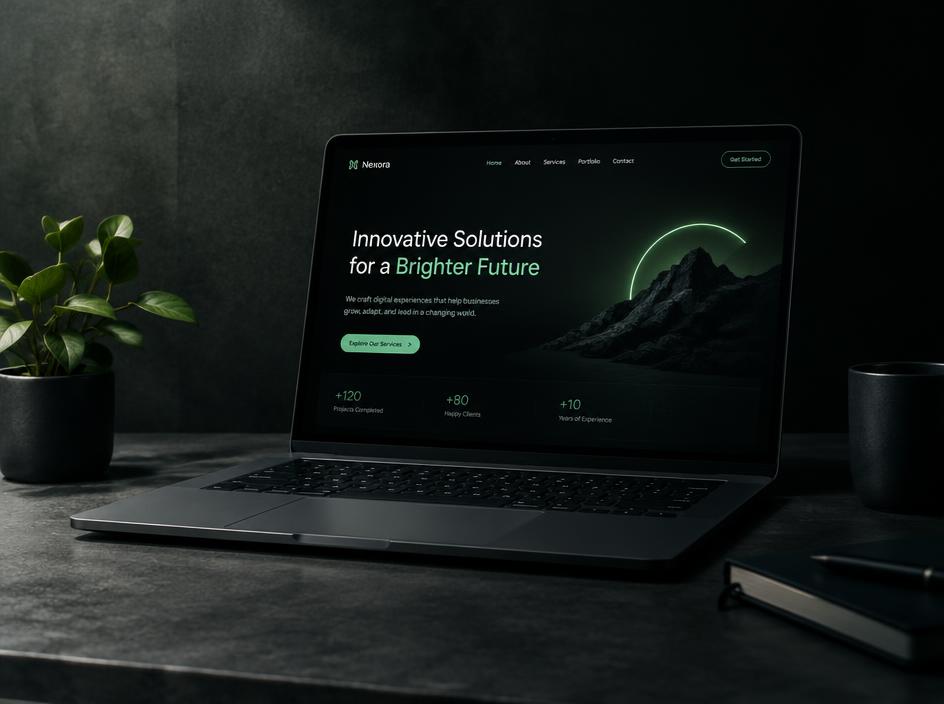 Nexora
Home About Services Portfolio Contact
Get Started
Innovative Solutions
for a Brighter Future
We craft digital experiences that help businesses
grow, adapt, and lead in a changing world.
Explore Our Services >
+120
Projects Completed
+80
Happy Clients
+10
Years of Experience